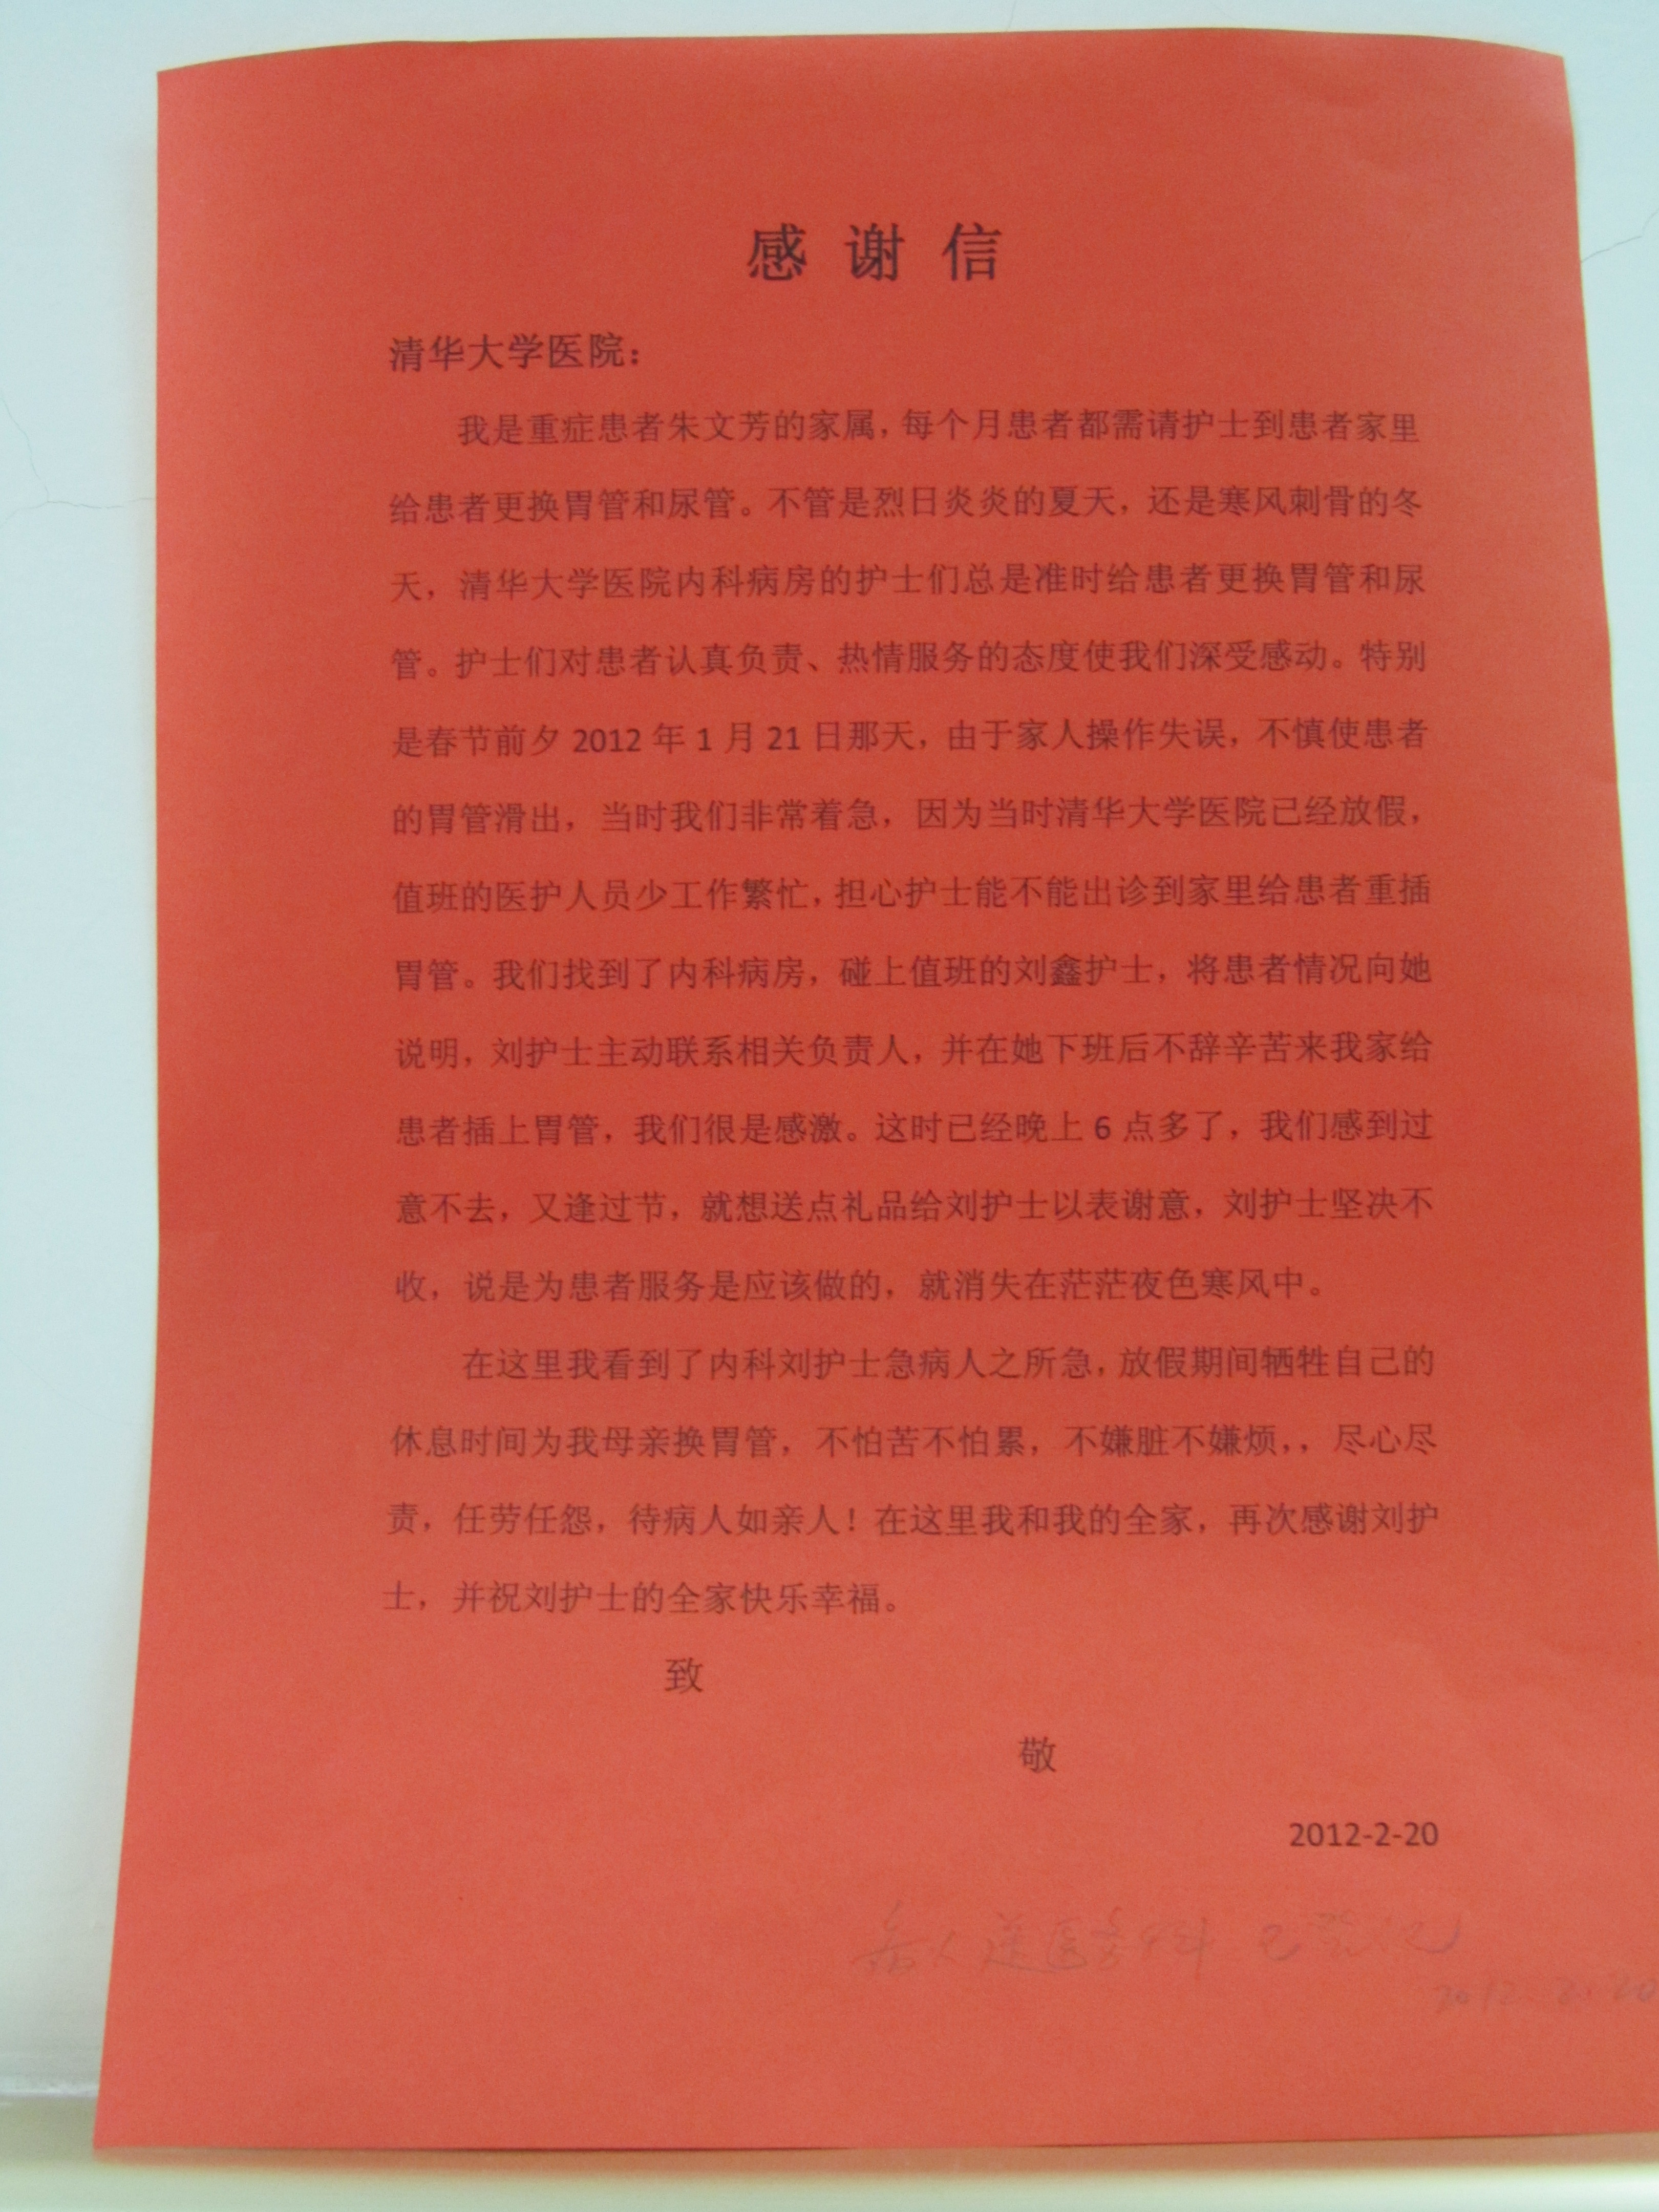 感谢信
清华大学医院：
我是重症患者朱文芳的家属，每个月患者都需请护士到患者家里
给患者更换胃管和尿管。不管是烈日炎炎的夏天，还是寒风刺骨的冬
天，清华大学医院内科病房的护士们总是准时给患者更换胃管和尿
管。护士们对患者认真负责、热情服务的态度使我们深受感动。特别
是春节前夕 2012 年 1 月 21 日那天，由于家人操作失误，不慎使患者
的胃管滑出，当时我们非常着急，因为当时清华大学医院已经放假，
值班的医护人员少工作繁忙，担心护士能不能出诊到家里给患者重插
胃管。我们找到了内科病房，碰上值班的刘鑫护士，将患者情况向她
说明，刘护士主动联系相关负责人，并在她下班后不辞辛苦来我家给
患者插上胃管，我们很是感激。这时已经晚上 6 点多了，我们感到过
意不去，又逢过节，就想送点礼品给刘护士以表谢意，刘护士坚决不
收，说是为患者服务是应该做的，就消失在茫茫夜色寒风中。
在这里我看到了内科刘护士急病人之所急，放假期间牺牲自己的
休息时间为我母亲换胃管，不怕苦不怕累，不嫌脏不嫌烦，，尽心尽
责，任劳任怨，待病人如亲人！在这里我和我的全家，再次感谢刘护
士，并祝刘护士的全家快乐幸福。
致
敬
2012-2-20
病人送医务科 已登记
2012.2.20